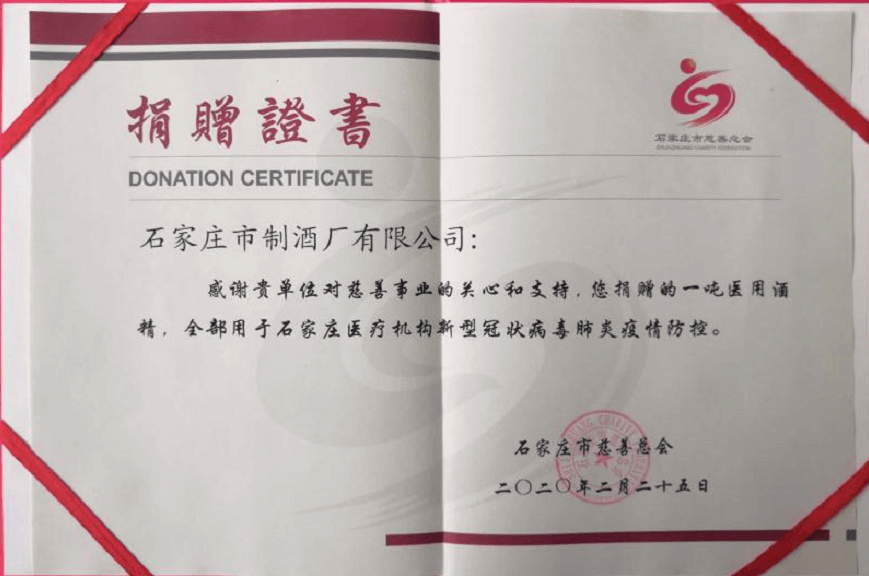 捐贈證書
DONATION CERTIFICATE
石家庄市慈善总会
石家庄市制酒厂有限公司:
感谢贵单位对慈善事业的关心和支持,您捐赠的一吨医用酒
精,全部用于石家庄医疗机构新型冠状病毒肺炎疫情防控。
石家庄市慈善总会
二〇二〇年二月二十五日